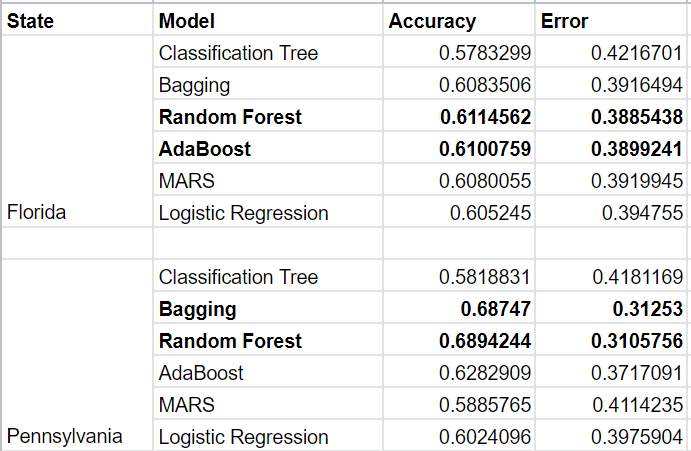 State Model Accuracy Error
Classification Tree 0.5783299 0.4216701
Bagging 0.6083506 0.3916494
Random Forest 0.6114562 0.3885438
AdaBoost 0.6100759 0.3899241
MARS 0.6080055 0.3919945
Florida Logistic Regression 0.605245 0.394755
Classification Tree 0.5818831 0.4181169
Bagging 0.68747 0.31253
Random Forest 0.6894244 0.3105756
AdaBoost 0.6282909 0.3717091
MARS 0.5885765 0.4114235
Pennsylvania Logistic Regression 0.6024096 0.3975904